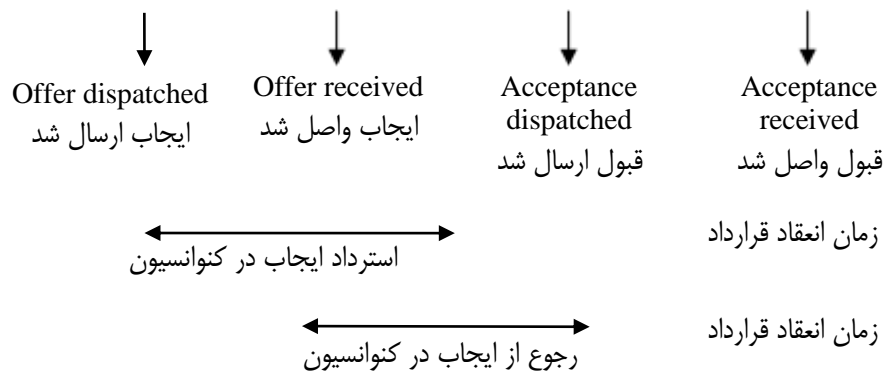 Offer dispatched
ایجاب ارسال شد
Offer received
ایجاب واصل شد
Acceptance
dispatched
قبول ارسال شد
Acceptance
received
قبول واصل شد
زمان انعقاد قرارداد
استرداد ایجاب در کنوانسیون
زمان انعقاد قرارداد
رجوع از ایجاب در کنوانسیون